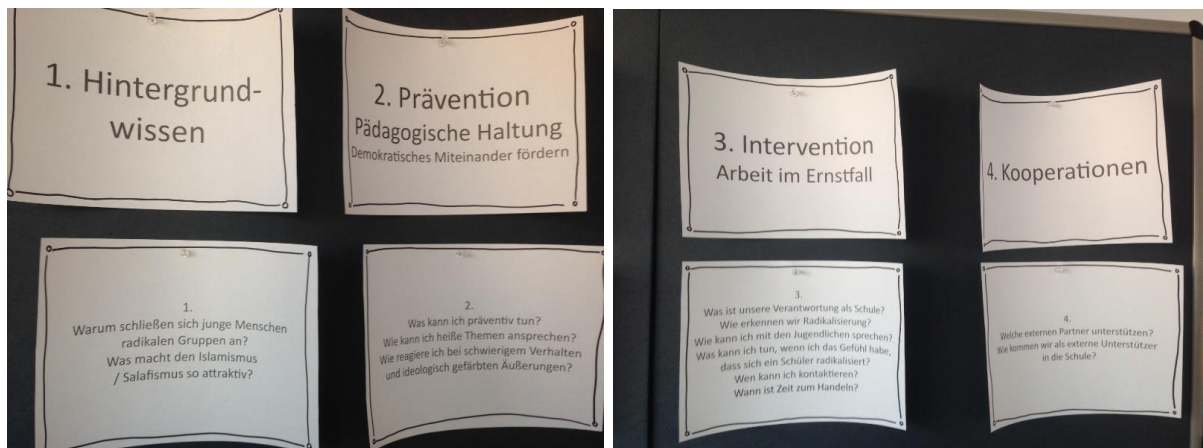 1. Hintergrund-
wissen
2. Prävention
Pädagogische Haltung
Demokratisches Miteinander fördern
1.
Warum schließen sich junge Menschen
radikalen Gruppen an?
Was macht den Islamismus
/ Salafismus so attraktiv?
2.
Was kann ich präventiv tun?
Wie kann ich heiße Themen ansprechen?
Wie reagiere ich bei schwierigem Verhalten
und ideologisch gefärbten Äußerungen?
3. Intervention
Arbeit im Ernstfall
4. Kooperationen
3.
Was ist unsere Verantwortung als Schule?
Wie erkennen wir Radikalisierung?
Wie kann ich mit den Jugendlichen sprechen?
Was kann ich tun, wenn ich das Gefühl habe,
dass sich ein Schüler radikalisiert?
Wen kann ich kontaktieren?
Wann ist Zeit zum Handeln?
4.
Welche externen Partner unterstützen?
Wie kommen wir als externe Unterstützer
in die Schule?